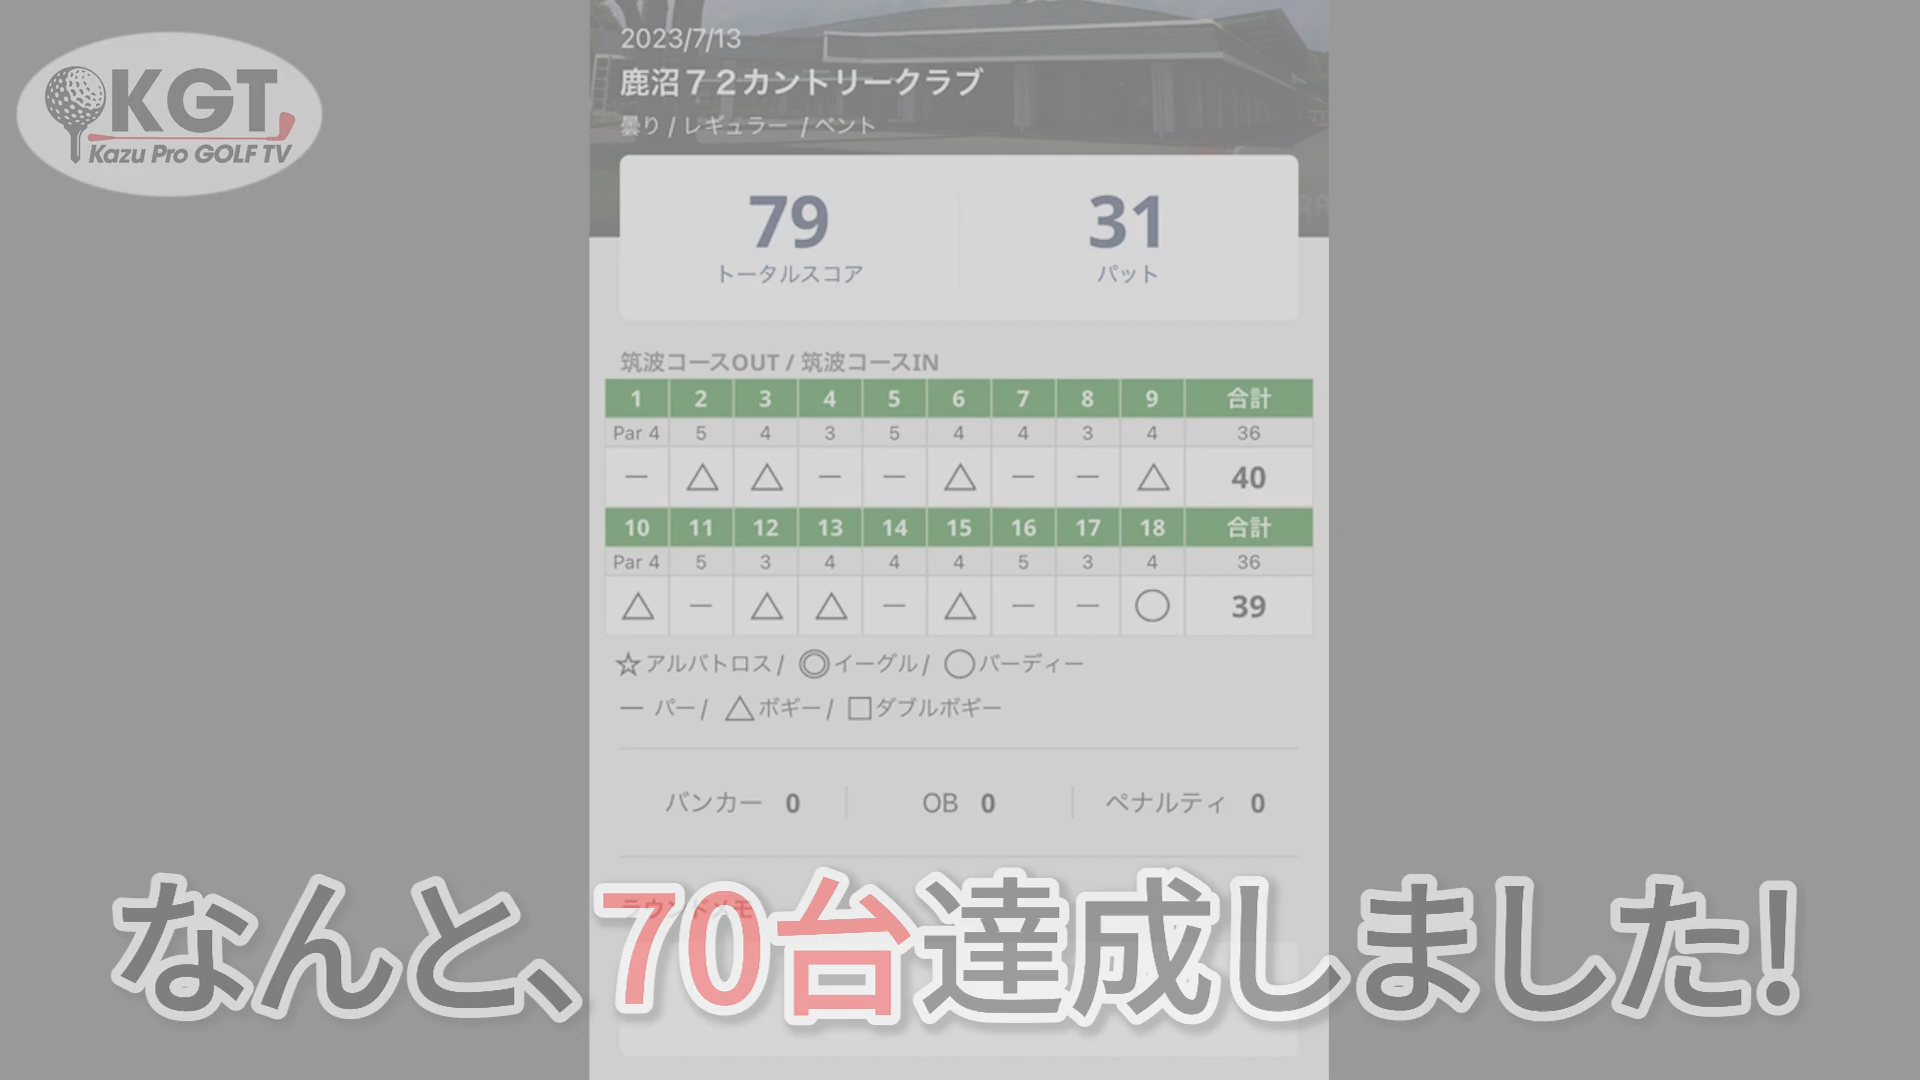 KGT
Kazu Pro GOLF TV
2023/7/13
鹿沼72カントリークラブ
曇り / レギュラー / ベント
79 31
トータルスコア パット
筑波コースOUT / 筑波コースIN
1 2 3 4 5 6 7 8 9 合計
Par 4 5 4 3 5 4 4 3 4 36
— △ △ — — △ — — △ 40
10 11 12 13 14 15 16 17 18 合計
Par 4 5 3 4 4 4 5 3 4 36
△ — △ △ — △ — — ○ 39
☆アルバトロス / ◎イーグル / ○バーディー
— パー / △ボギー / □ダブルボギー
バンカー 0 OB 0 ペナルティ 0
ラウンドメモ
なんと、70台達成しました!